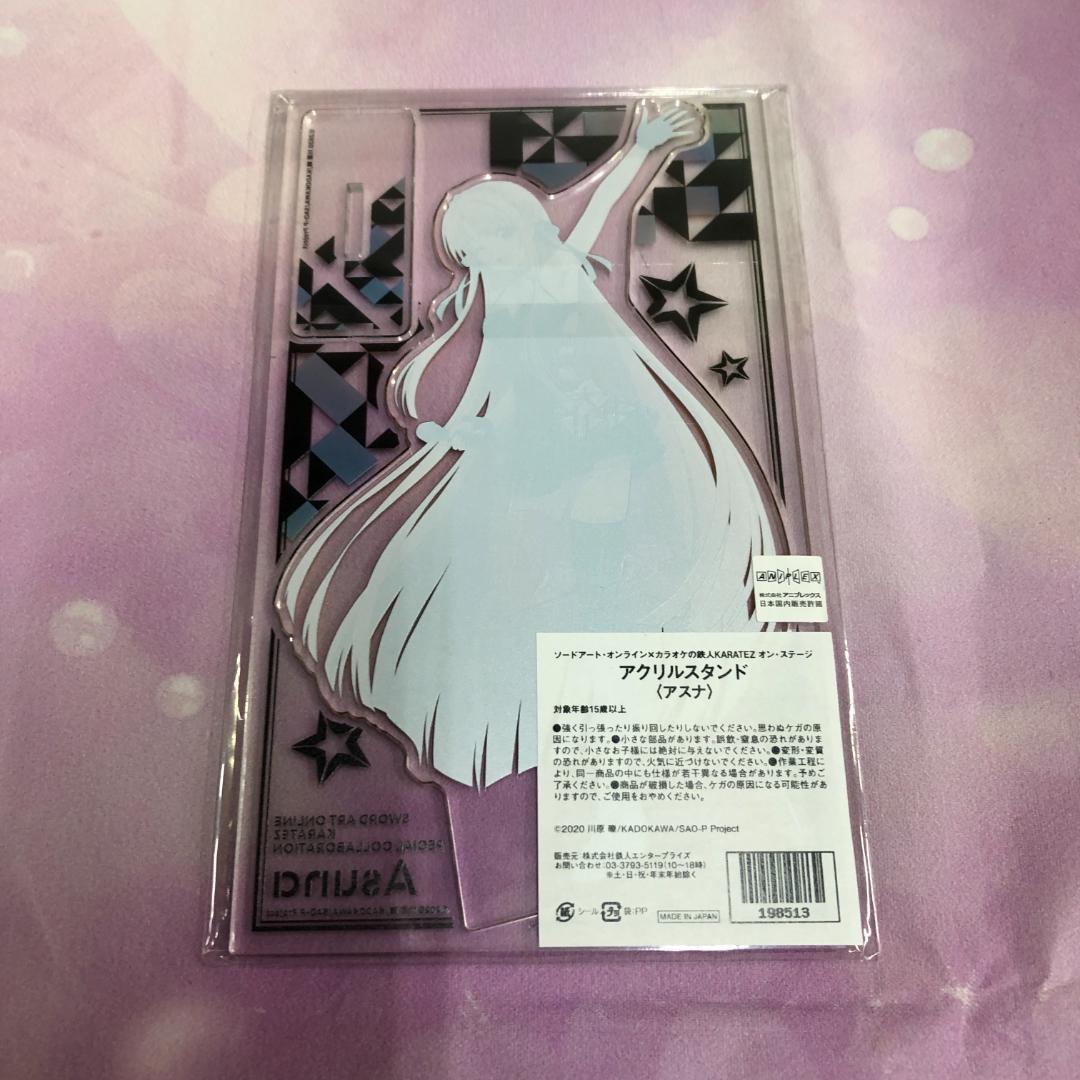 ANIPLEX
株式会社アニプレックス
日本国内販売許諾
ソードアート・オンライン×カラオケの鉄人KARATEZ オン・ステージ
アクリルスタンド
〈アスナ〉
対象年齢15歳以上
●強く引っ張ったり振り回したりしないでください。思わぬケガの原
因になります。●小さな部品があります。誤飲・窒息の恐れがありま
すので、小さなお子様には絶対に与えないでください。●変形・変質
の恐れがありますので、火気に近づけないでください。●作業工程に
より、同一商品の中にも仕様が若干異なる場合があります。予めご
了承ください。●商品が破損した場合、ケガの原因になる可能性があ
りますので、ご使用をおやめください。
©2020 川原 礫/KADOKAWA/SAO-P Project
販売元:株式会社鉄人エンタープライズ
お問い合わせ:03-3793-5119(10～18時)
※土・日・祝・年末年始除く
紙 シール プラ 袋:PP
MADE IN JAPAN
198513
SWORD ART ONLINE
KARATEZ
SPECIAL COLLABORATION
Asuna